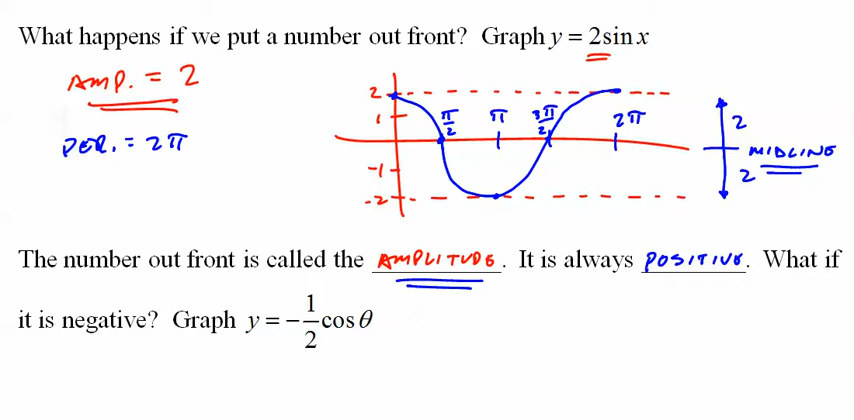 What happens if we put a number out front? Graph y = 2sin x
AMP. = 2
PER. = 2π
2
1
-1
-2
π/2 π 3π/2 2π
2
MIDLINE
2
The number out front is called the AMPLITUDE. It is always POSITIVE. What if
it is negative? Graph y = -1/2 cos θ